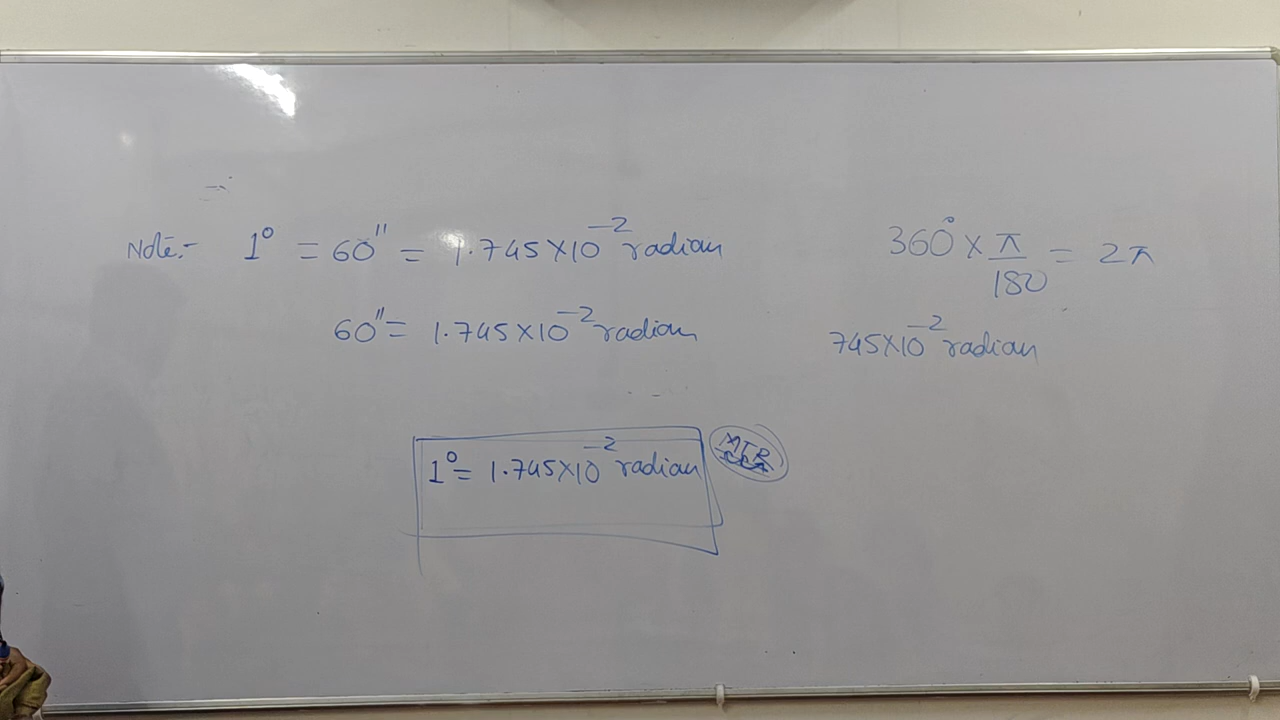 Note:- 1° = 60" = 1.745×10⁻² radian
60" = 1.745×10⁻² radian
1° = 1.745×10⁻² radian
360° × π/180 = 2π
745×10⁻² radian